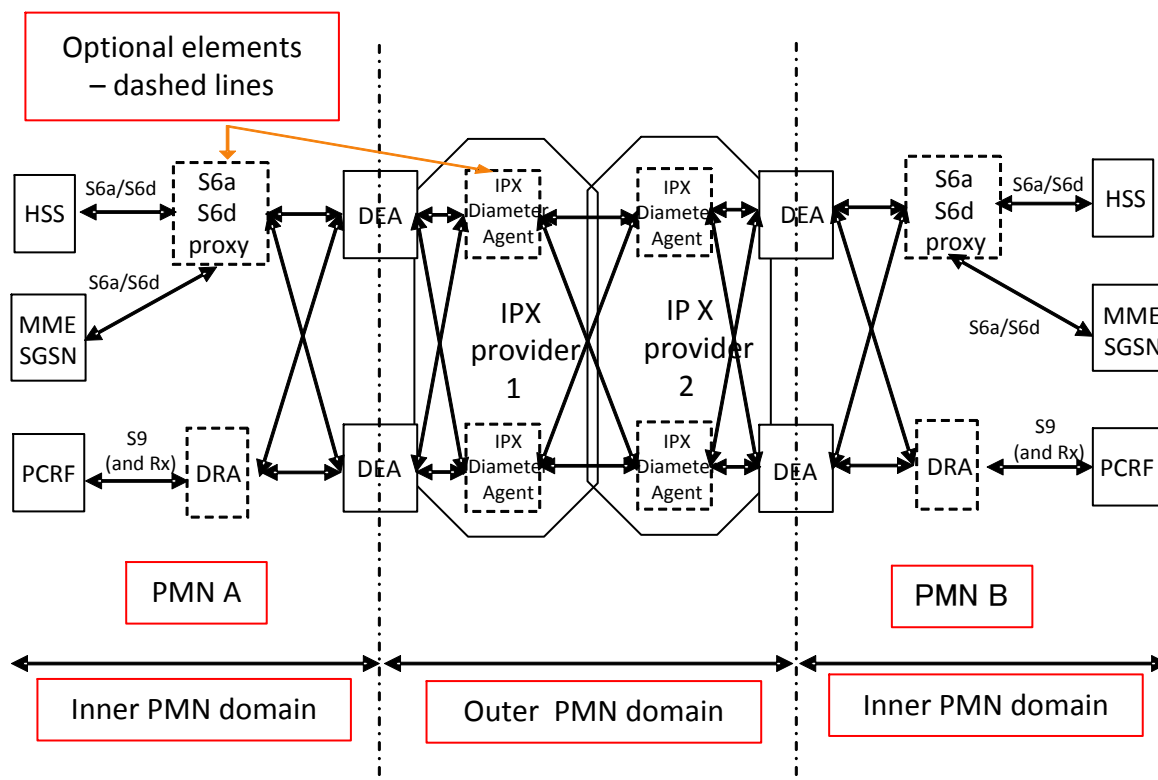 Optional elements
– dashed lines
HSS
S6a/S6d
S6a
S6d
proxy
S6a/S6d
MME
SGSN
PCRF
S9
(and Rx)
DRA
DEA
DEA
IPX
Diameter
Agent
IPX
provider
1
IPX
Diameter
Agent
IPX
Diameter
Agent
IP X
provider
2
IPX
Diameter
Agent
DEA
DEA
S6a
S6d
proxy
S6a/S6d
HSS
S6a/S6d
MME
SGSN
DRA
S9
(and Rx)
PCRF
PMN A
PMN B
Inner PMN domain
Outer PMN domain
Inner PMN domain